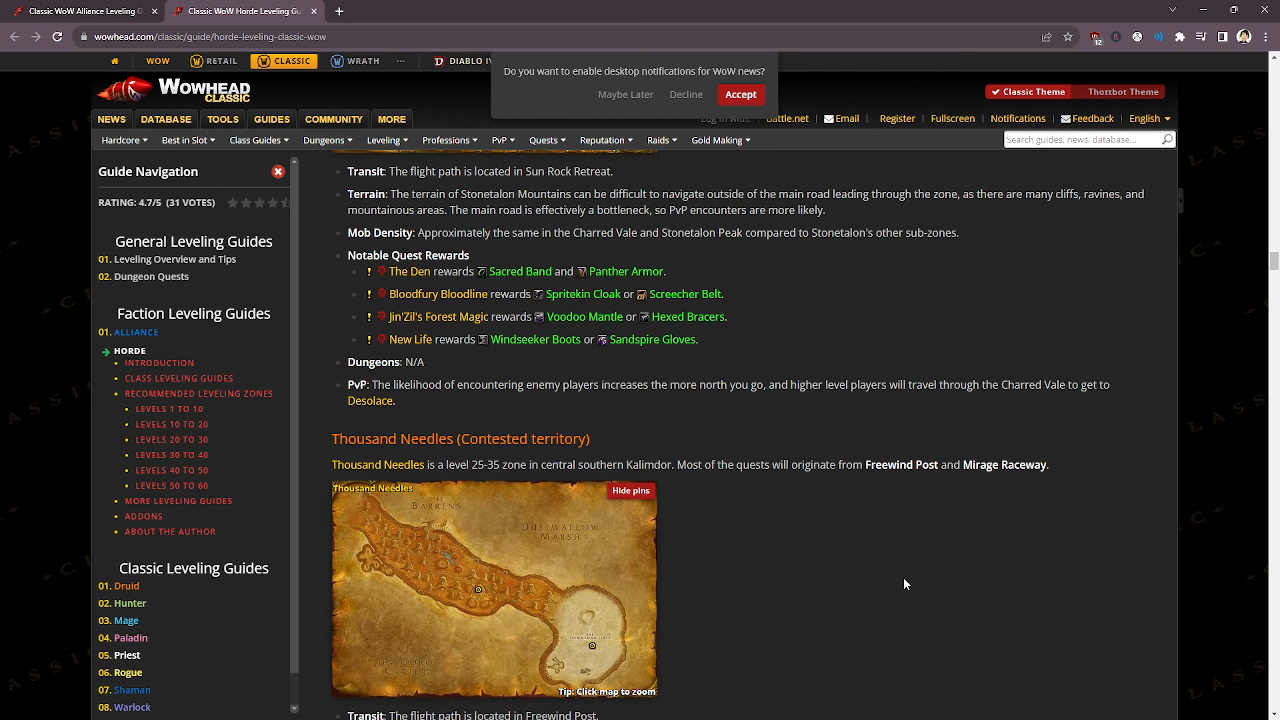 Classic WoW Alliance Leveling G
Horde Leveling Guide
wowhead.com/classic/guide/horde-leveling-classic-wow
12
WOW
RETAIL
CLASSIC
WRATH
DIABLO IV
Do you want to enable desktop notifications for WoW news?
Maybe Later
Decline
Accept
WOWHEAD
CLASSIC
Classic Theme
Thottbot Theme
NEWS
DATABASE
TOOLS
GUIDES
COMMUNITY
MORE
Log in with:
Battle.net
Email
Register
Fullscreen
Notifications
Feedback
English
Hardcore
Best in Slot
Class Guides
Dungeons
Leveling
Professions
PvP
Quests
Reputation
Raids
Gold Making
Search guides, news, database...
Guide Navigation
RATING: 4.7/5 (31 VOTES)
General Leveling Guides
01. Leveling Overview and Tips
02. Dungeon Quests
Faction Leveling Guides
01. ALLIANCE
HORDE
INTRODUCTION
CLASS LEVELING GUIDES
RECOMMENDED LEVELING ZONES
LEVELS 1 TO 10
LEVELS 10 TO 20
LEVELS 20 TO 30
LEVELS 30 TO 40
LEVELS 40 TO 50
LEVELS 50 TO 60
MORE LEVELING GUIDES
ADDONS
ABOUT THE AUTHOR
Classic Leveling Guides
01. Druid
02. Hunter
03. Mage
04. Paladin
05. Priest
06. Rogue
07. Shaman
08. Warlock
Transit: The flight path is located in Sun Rock Retreat.
Terrain: The terrain of Stonetalon Mountains can be difficult to navigate outside of the main road leading through the zone, as there are many cliffs, ravines, and
mountainous areas. The main road is effectively a bottleneck, so PvP encounters are more likely.
Mob Density: Approximately the same in the Charred Vale and Stonetalon Peak compared to Stonetalon's other sub-zones.
Notable Quest Rewards
The Den rewards Sacred Band and Panther Armor.
Bloodfury Bloodline rewards Spritekin Cloak or Screecher Belt.
Jin'Zil's Forest Magic rewards Voodoo Mantle or Hexed Bracers.
New Life rewards Windseeker Boots or Sandspire Gloves.
Dungeons: N/A
PvP: The likelihood of encountering enemy players increases the more north you go, and higher level players will travel through the Charred Vale to get to
Desolace.
Thousand Needles (Contested territory)
Thousand Needles is a level 25-35 zone in central southern Kalimdor. Most of the quests will originate from Freewind Post and Mirage Raceway.
Thousand Needles
Hide pins
THE
BARRENS
DUSTWALLOW
MARSH
CRATER
Tip: Click map to zoom
Transit: The flight path is located in Freewind Post.